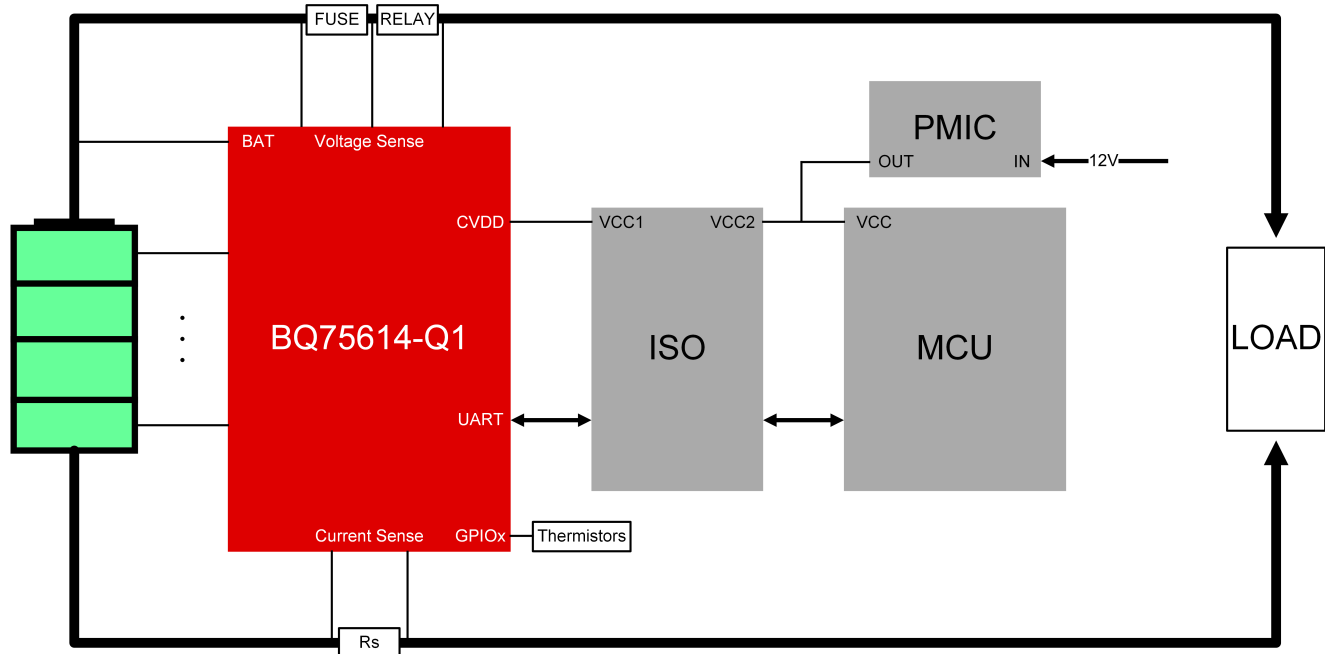 FUSE
RELAY
BAT
Voltage Sense
PMIC
OUT
IN
12V
CVDD
VCC1
VCC2
VCC
BQ75614-Q1
ISO
MCU
LOAD
UART
Current Sense
GPIOx
Thermistors
Rs